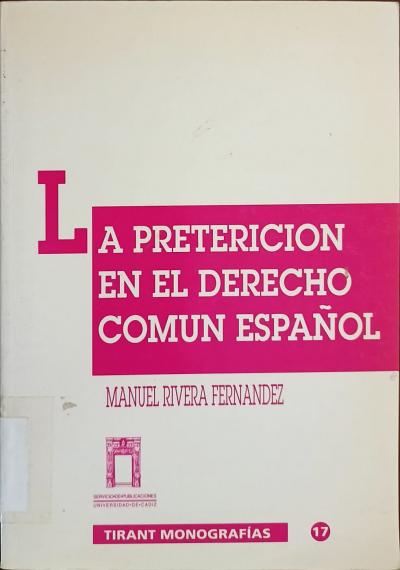 LA PRETERICION
EN EL DERECHO
COMUN ESPAÑOL
MANUEL RIVERA FERNANDEZ
SERVICIO DE PUBLICACIONES
UNIVERSIDAD DE CADIZ
TIRANT MONOGRAFÍAS 17